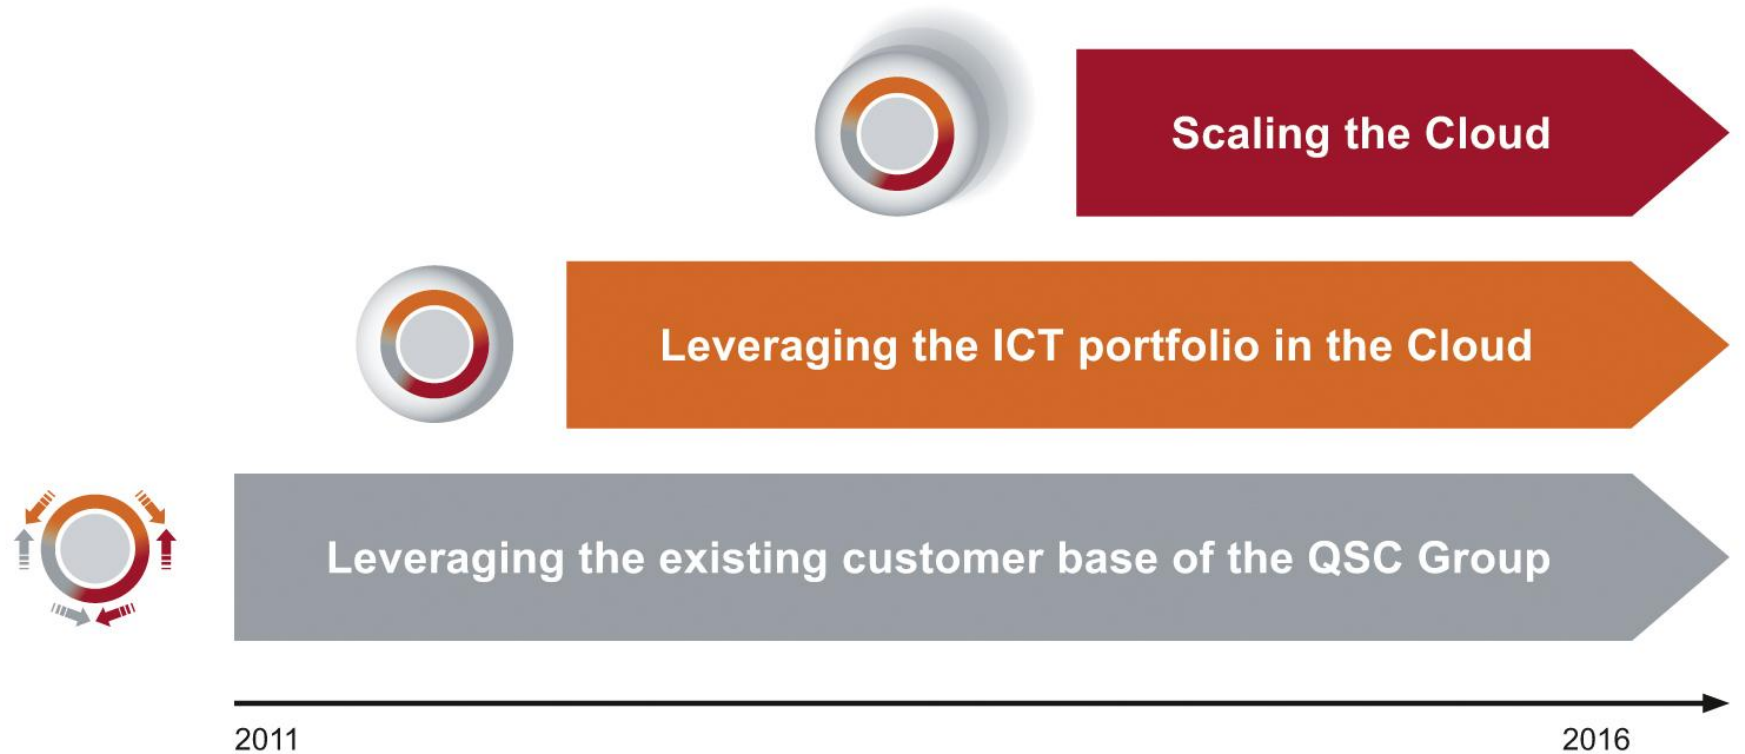 Scaling the Cloud
Leveraging the ICT portfolio in the Cloud
Leveraging the existing customer base of the QSC Group
2011
2016